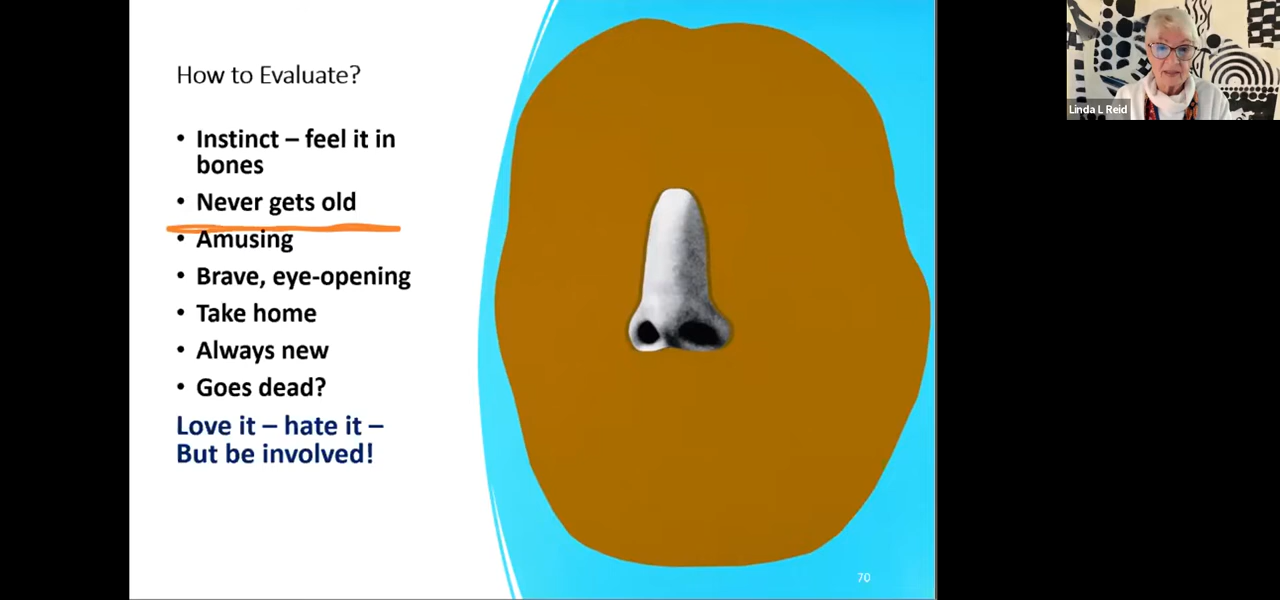 How to Evaluate?
• Instinct – feel it in
bones
• Never gets old
• Amusing
• Brave, eye-opening
• Take home
• Always new
• Goes dead?
Love it – hate it –
But be involved!
70
Linda L Reid